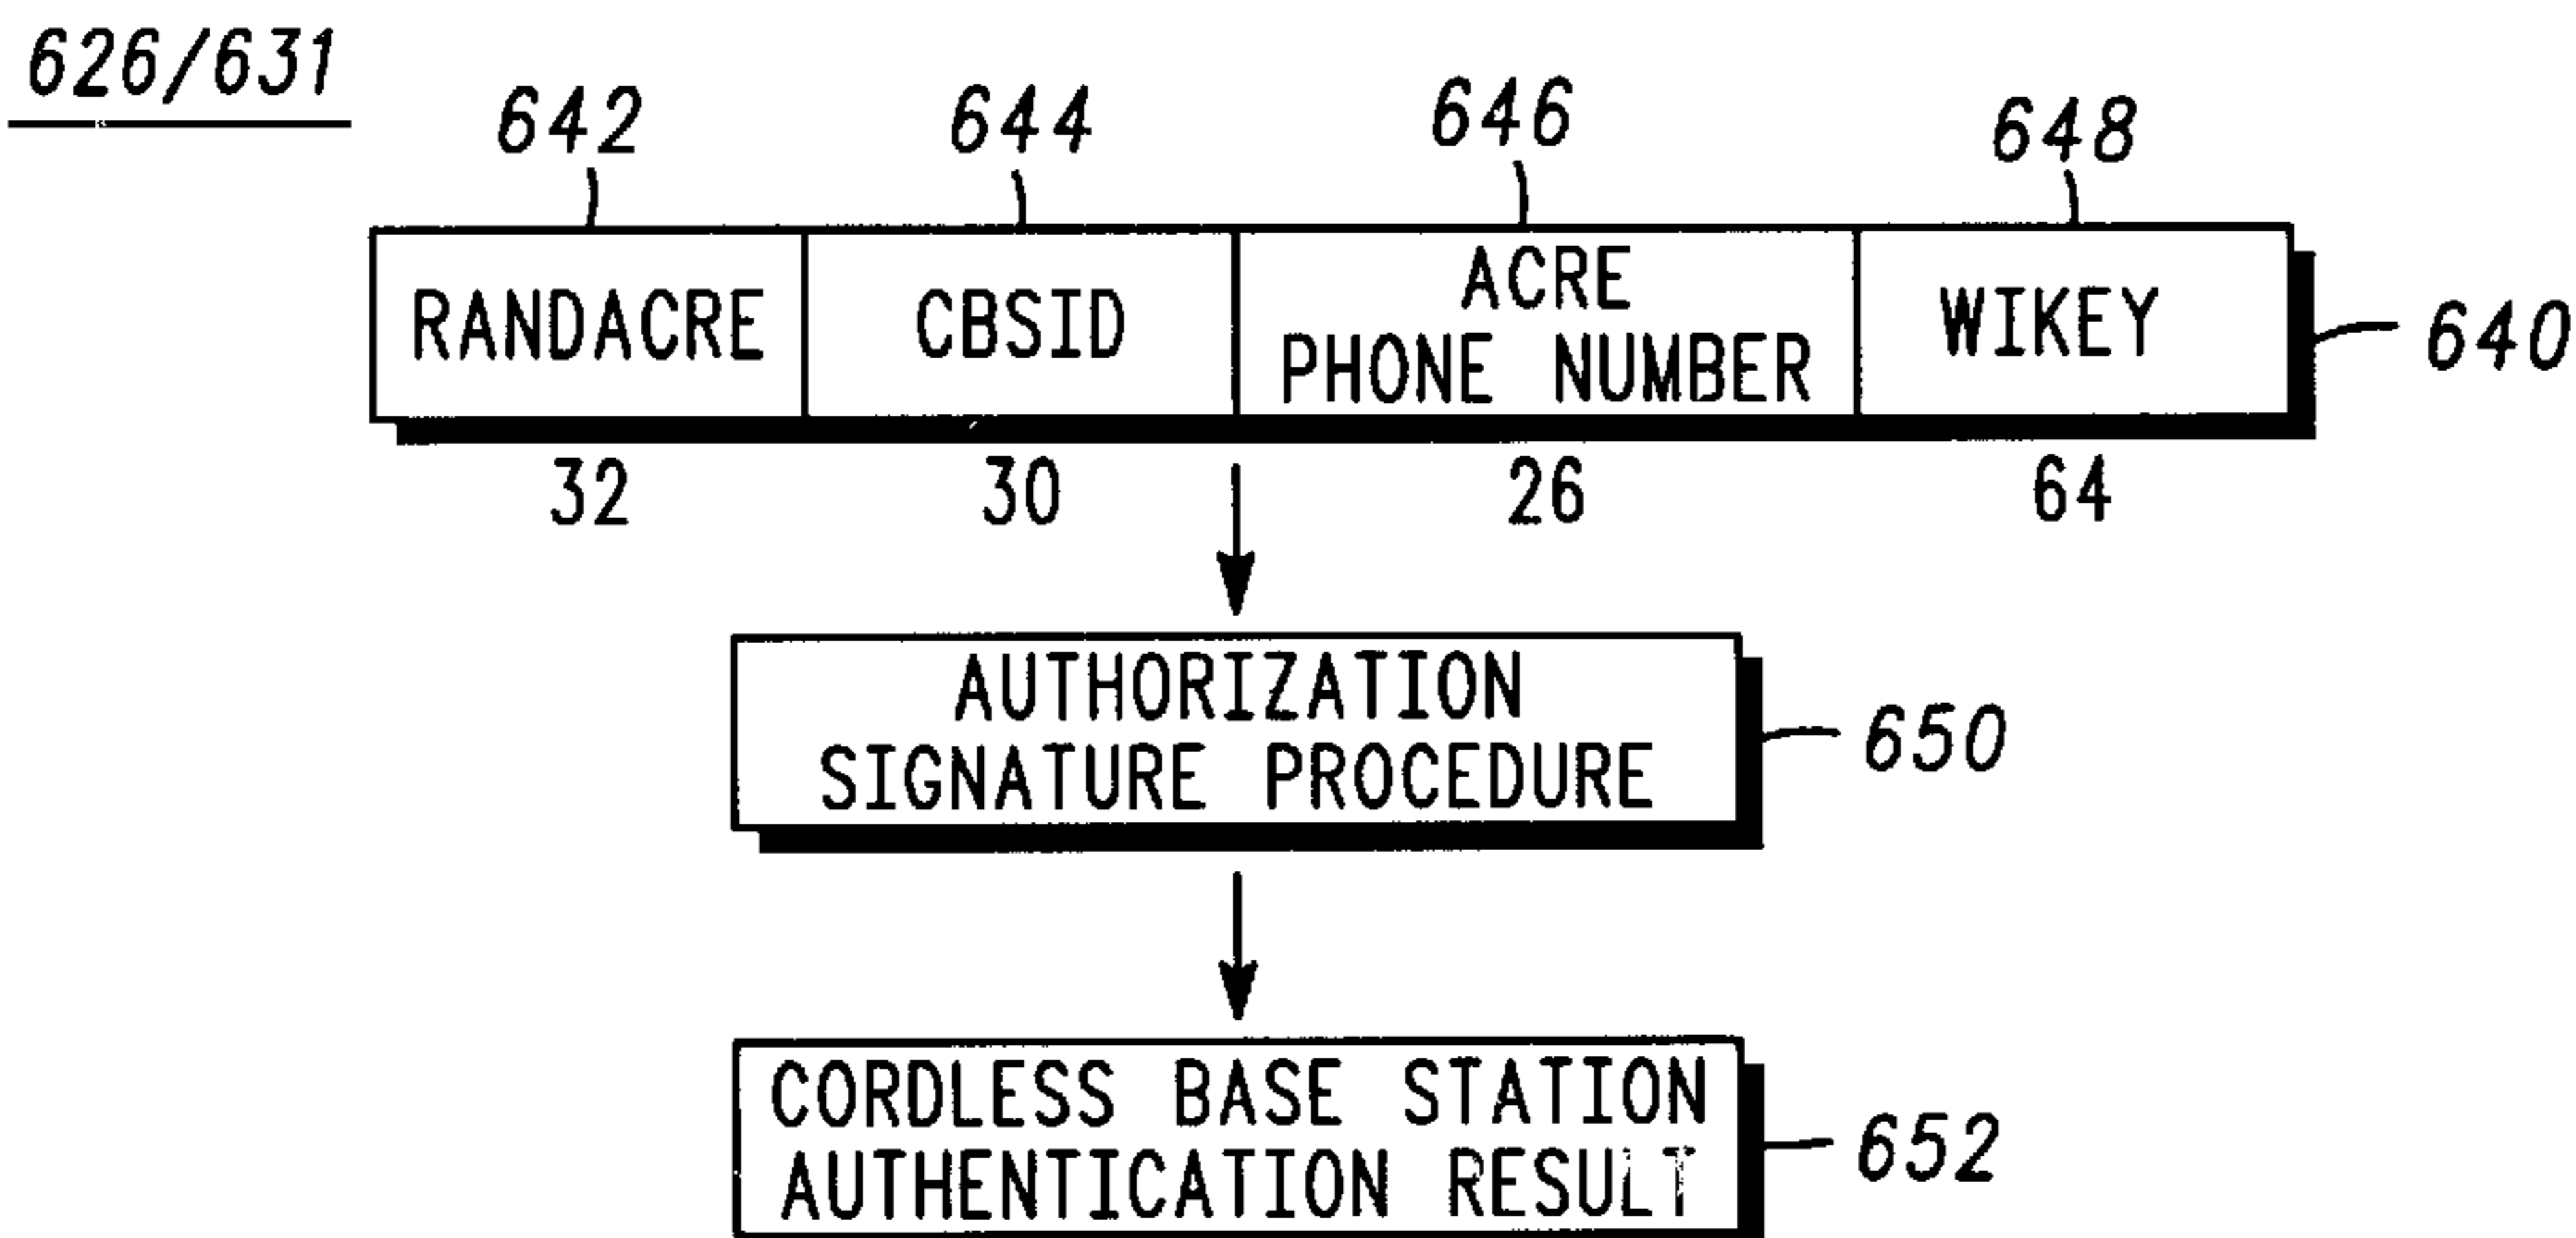 626/631
642 644 646 648
RANDACRE CBSID ACRE PHONE NUMBER WIKEY
640
32 30 26 64
AUTHORIZATION
SIGNATURE PROCEDURE
650
CORDLESS BASE STATION
AUTHENTICATION RESULT
652